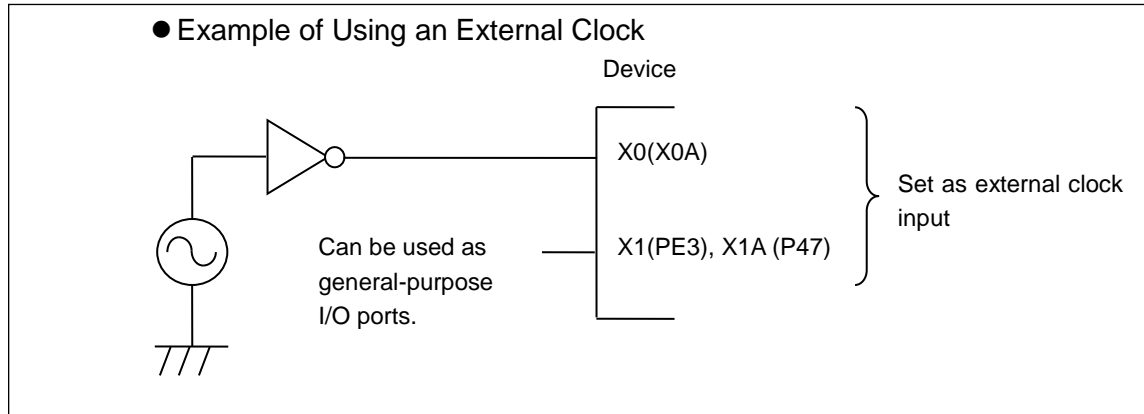 ● Example of Using an External Clock
Device
X0(X0A)
Set as external clock
input
Can be used as
general-purpose
I/O ports.
X1(PE3), X1A (P47)